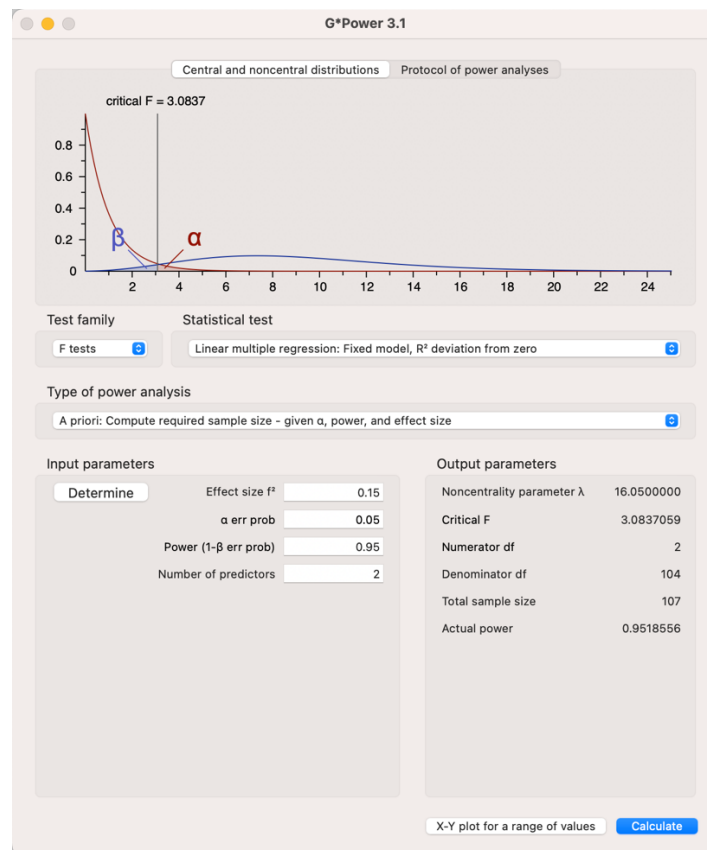 G*Power 3.1
Central and noncentral distributions Protocol of power analyses
critical F = 3.0837
0.8
0.6
0.4
0.2
0
β
α
2 4 6 8 10 12 14 16 18 20 22 24
Test family Statistical test
F tests Linear multiple regression: Fixed model, R² deviation from zero
Type of power analysis
A priori: Compute required sample size - given α, power, and effect size
Input parameters
Determine Effect size f² 0.15
α err prob 0.05
Power (1-β err prob) 0.95
Number of predictors 2
Output parameters
Noncentrality parameter λ 16.0500000
Critical F 3.0837059
Numerator df 2
Denominator df 104
Total sample size 107
Actual power 0.9518556
X-Y plot for a range of values Calculate